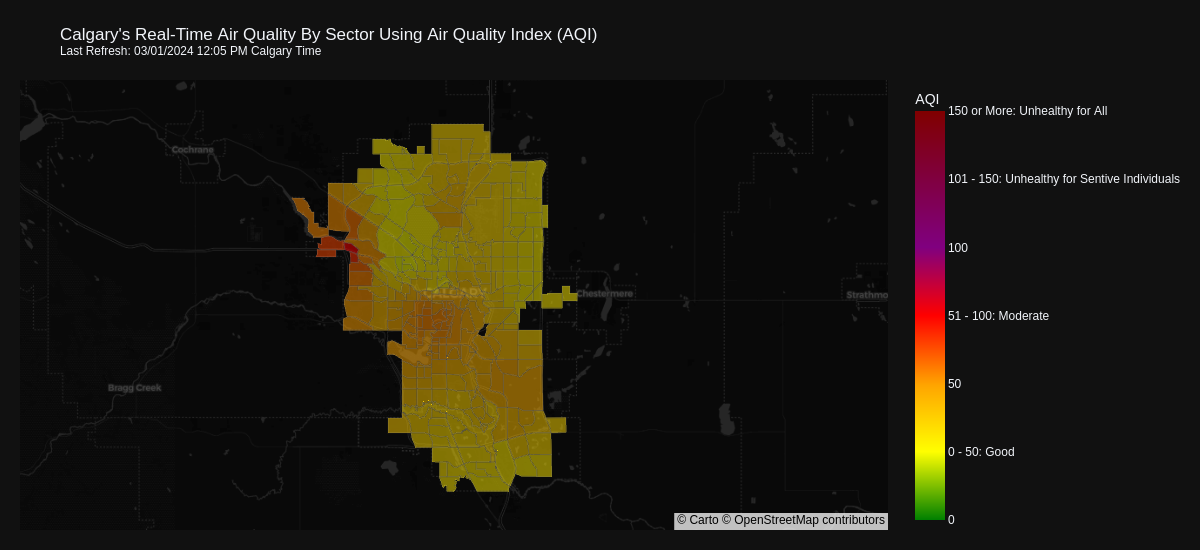 Calgary's Real-Time Air Quality By Sector Using Air Quality Index (AQI)
Last Refresh: 03/01/2024 12:05 PM Calgary Time
AQI
150 or More: Unhealthy for All
Cochrane
101 - 150: Unhealthy for Sentive Individuals
100
CALGARY
Chestermere
Strathmo
51 - 100: Moderate
50
Bragg Creek
0 - 50: Good
0
© Carto © OpenStreetMap contributors